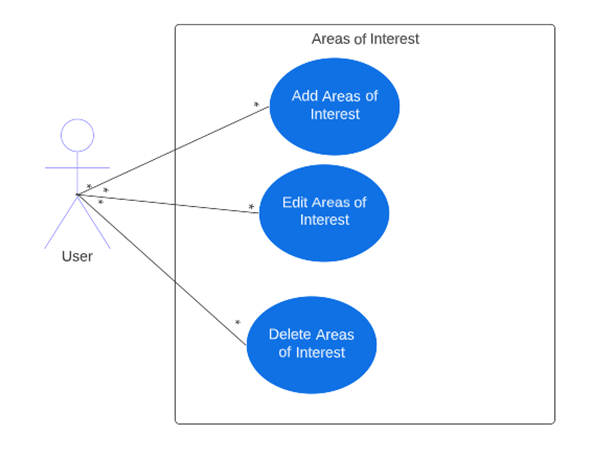 Areas of Interest
Add Areas of
Interest
*
*
*
*
Edit Areas of
Interest
*
*
User
Delete Areas
of Interest